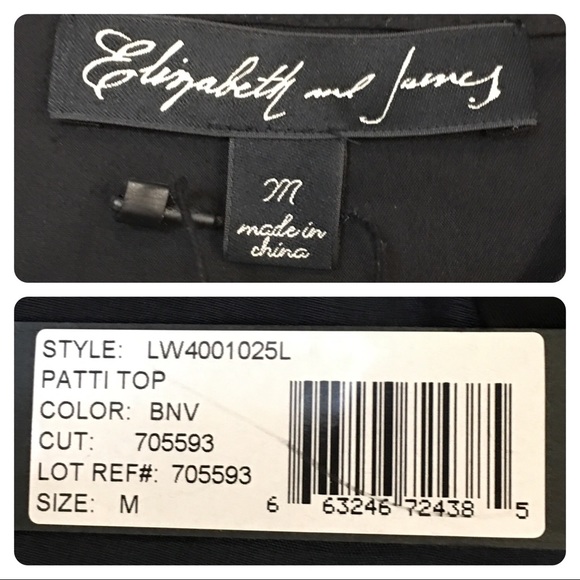 Elizabeth and James
M
made in
china
STYLE: LW4001025L
PATTI TOP
COLOR: BNV
CUT: 705593
LOT REF#: 705593
SIZE: M
6 63246 72438 5